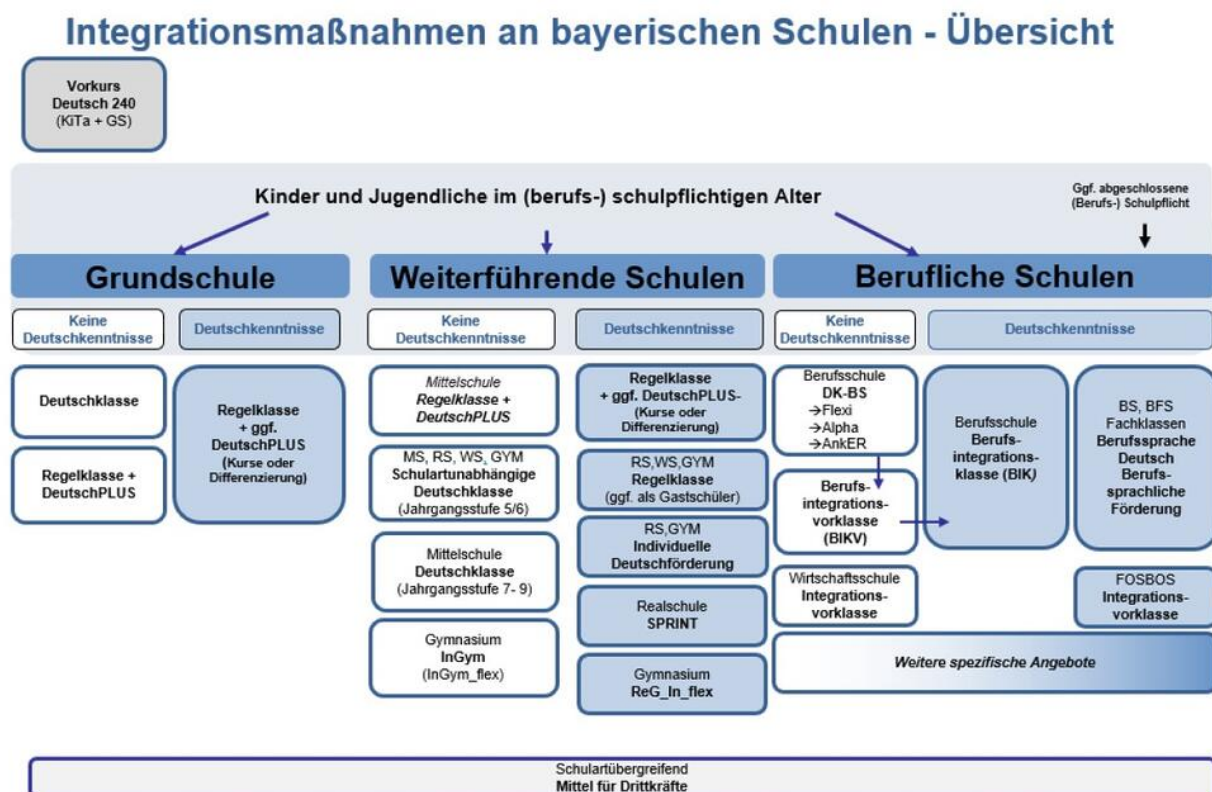 Integrationsmaßnahmen an bayerischen Schulen - Übersicht
Vorkurs
Deutsch 240
(KiTa + GS)
Kinder und Jugendliche im (berufs-) schulpflichtigen Alter
Ggf. abgeschlossene
(Berufs-) Schulpflicht
Grundschule
Keine
Deutschkenntnisse
Deutschkenntnisse
Deutschklasse
Regelklasse +
DeutschPLUS
Regelklasse
+ ggf.
DeutschPLUS
(Kurse oder
Differenzierung)
Weiterführende Schulen
Keine
Deutschkenntnisse
Deutschkenntnisse
Mittelschule
Regelklasse +
DeutschPLUS
MS, RS, WS, GYM
Schulartunabhängige
Deutschklasse
(Jahrgangsstufe 5/6)
Mittelschule
Deutschklasse
(Jahrgangsstufe 7- 9)
Gymnasium
InGym
(InGym_flex)
Regelklasse
+ ggf. DeutschPLUS-
(Kurse oder
Differenzierung)
RS,WS,GYM
Regelklasse
(ggf. als Gastschüler)
RS,GYM
Individuelle
Deutschförderung
Realschule
SPRINT
Gymnasium
ReG_In_flex
Berufliche Schulen
Keine
Deutschkenntnisse
Deutschkenntnisse
Berufsschule
DK-BS
→Flexi
→Alpha
→AnkER
Berufs-
integrations-
vorklasse
(BIKV)
Wirtschaftsschule
Integrations-
vorklasse
Berufsschule
Berufs-
integrations-
klasse (BIK)
BS, BFS
Fachklassen
Berufssprache
Deutsch
Berufs-
sprachliche
Förderung
FOSBOS
Integrations-
vorklasse
Weitere spezifische Angebote
Schulartübergreifend
Mittel für Drittkräfte